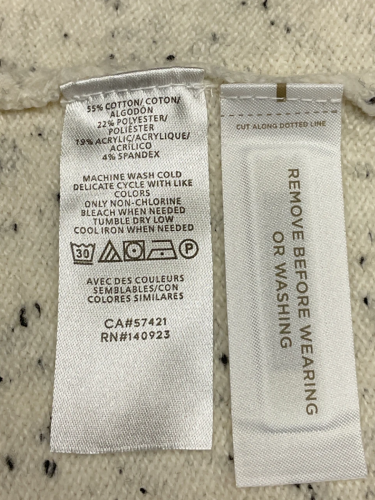 55% COTTON/ COTON/
ALGODÓN
22% POLYESTER/
POLIÉSTER
19% ACRYLIC/ACRYLIQUE/
ACRÍLICO
4% SPANDEX
MACHINE WASH COLD
DELICATE CYCLE WITH LIKE
COLORS
ONLY NON-CHLORINE
BLEACH WHEN NEEDED
TUMBLE DRY LOW
COOL IRON WHEN NEEDED
30 P
AVEC DES COULEURS
SEMBLABLES/CON
COLORES SIMILARES
CA#57421
RN#140923
CUT ALONG DOTTED LINE
REMOVE BEFORE WEARING
OR WASHING